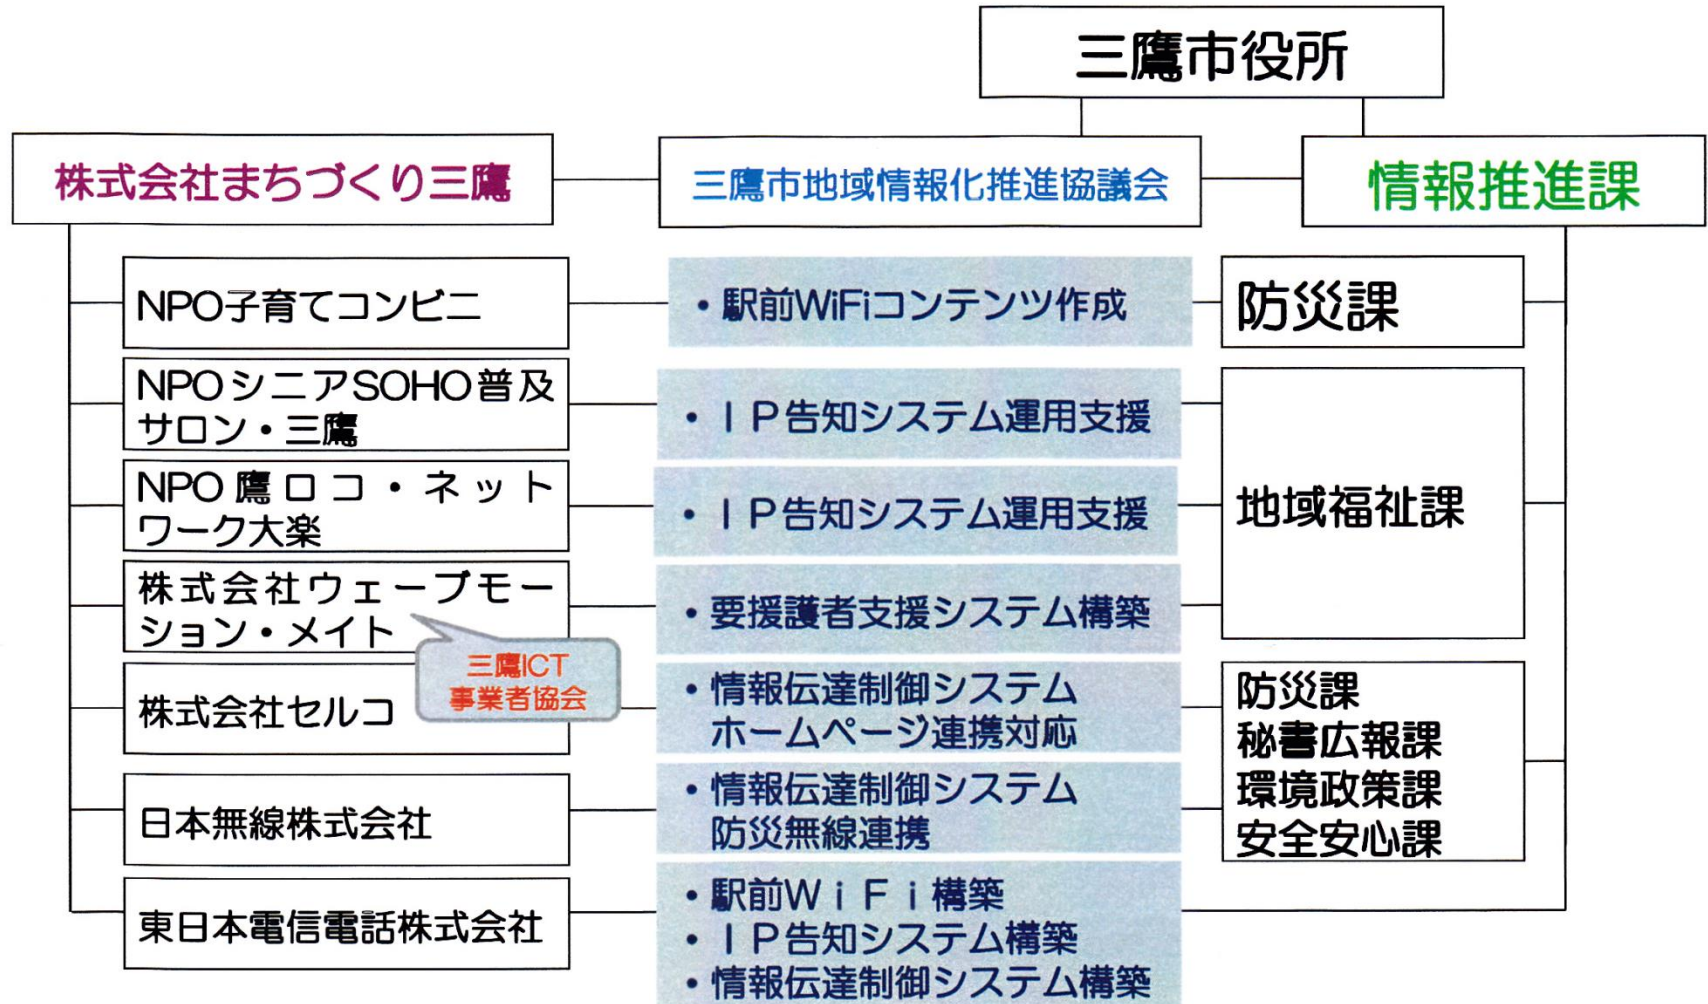 三鷹市役所
株式会社まちづくり三鷹
三鷹市地域情報化推進協議会
情報推進課
NPO子育てコンビニ
・駅前WiFiコンテンツ作成
防災課
NPOシニアSOHO普及
サロン・三鷹
・IP告知システム運用支援
NPO鷹ロコ・ネット
ワーク大楽
・IP告知システム運用支援
地域福祉課
株式会社ウェーブモー
ション・メイト
・要援護者支援システム構築
三鷹ICT
事業者協会
株式会社セルコ
・情報伝達制御システム
ホームページ連携対応
防災課
秘書広報課
環境政策課
安全安心課
日本無線株式会社
・情報伝達制御システム
防災無線連携
東日本電信電話株式会社
・駅前WiFi構築
・IP告知システム構築
・情報伝達制御システム構築